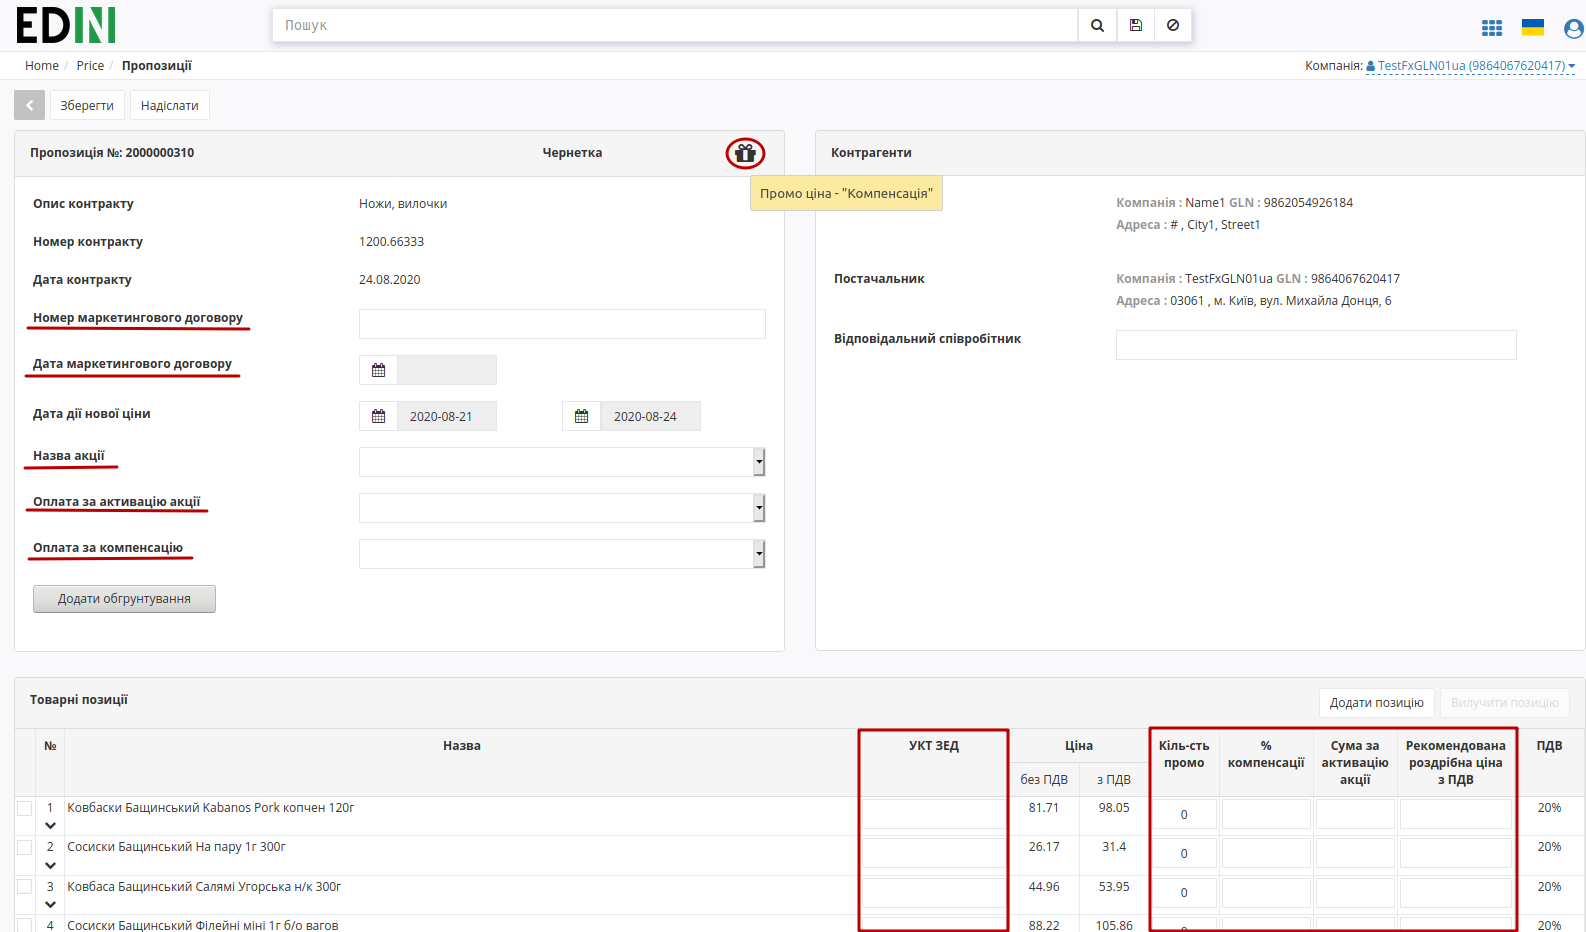 EDIN
Пошук
Home / Price / Пропозиції
Компанія: TestFxGLN01ua (9864067620417)
Зберегти
Надіслати
Пропозиція №: 2000000310
Чернетка
Промо ціна - "Компенсація"
Опис контракту
Ножи, вилочки
Номер контракту
1200.66333
Дата контракту
24.08.2020
Номер маркетингового договору
Дата маркетингового договору
Дата дії нової ціни
2020-08-21
2020-08-24
Назва акції
Оплата за активацію акції
Оплата за компенсацію
Додати обгрунтування
Контрагенти
Компанія : Name1 GLN : 9862054926184
Адреса : # , City1, Street1
Постачальник
Компанія : TestFxGLN01ua GLN : 9864067620417
Адреса : 03061 , м. Київ, вул. Михайла Донця, 6
Відповідальний співробітник
Товарні позиції
Додати позицію
Вилучити позицію
№
Назва
УКТ ЗЕД
Ціна
без ПДВ
з ПДВ
Кіль-сть
промо
%
компенсації
Сума за
активацію
акції
Рекомендована
роздрібна ціна
з ПДВ
ПДВ
1 Ковбаски Бащинський Kabanos Pork копчен 120г 81.71 98.05 0 20%
2 Сосиски Бащинський На пару 1г 300г 26.17 31.4 0 20%
3 Ковбаса Бащинський Салямі Угорська н/к 300г 44.96 53.95 0 20%
4 Сосиски Бащинський Філейні міні 1г б/о вагов 88.22 105.86 0 20%